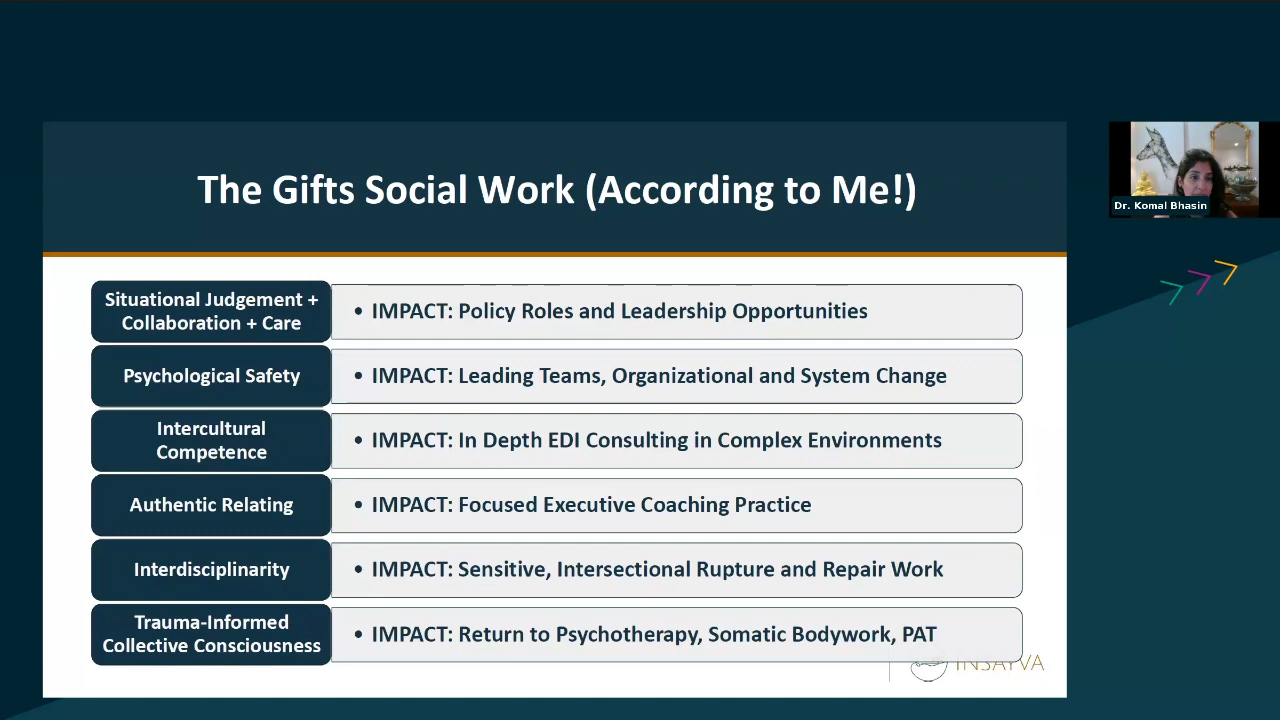 The Gifts Social Work (According to Me!)
Dr. Komal Bhasin
Situational Judgement +
Collaboration + Care
• IMPACT: Policy Roles and Leadership Opportunities
Psychological Safety
• IMPACT: Leading Teams, Organizational and System Change
Intercultural
Competence
• IMPACT: In Depth EDI Consulting in Complex Environments
Authentic Relating
• IMPACT: Focused Executive Coaching Practice
Interdisciplinarity
• IMPACT: Sensitive, Intersectional Rupture and Repair Work
Trauma-Informed
Collective Consciousness
• IMPACT: Return to Psychotherapy, Somatic Bodywork, PAT
INSAYVA